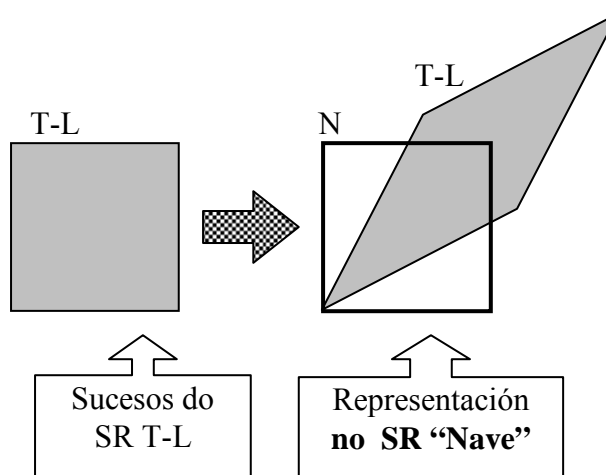 T-L
T-L
N
Sucesos do
SR T-L
Representación
no SR “Nave”